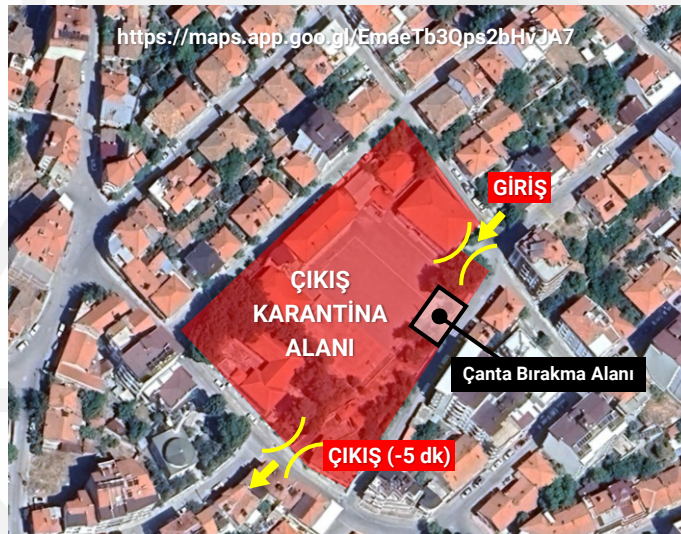 https://maps.app.goo.gl/EmaeTb3Qps2bHvJA7
GİRİŞ
ÇIKIŞ
KARANTİNA
ALANI
Çanta Bırakma Alanı
ÇIKIŞ (-5 dk)